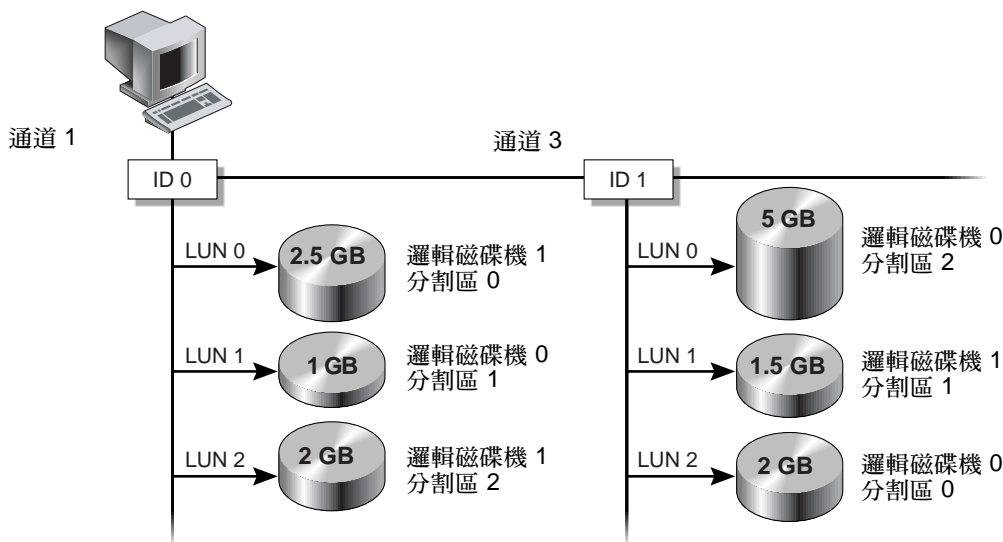 通道 1
通道 3
ID 0
ID 1
LUN 0
2.5 GB
邏輯磁碟機 1
分割區 0
LUN 1
1 GB
邏輯磁碟機 0
分割區 1
LUN 2
2 GB
邏輯磁碟機 1
分割區 2
LUN 0
5 GB
邏輯磁碟機 0
分割區 2
LUN 1
1.5 GB
邏輯磁碟機 1
分割區 1
LUN 2
2 GB
邏輯磁碟機 0
分割區 0